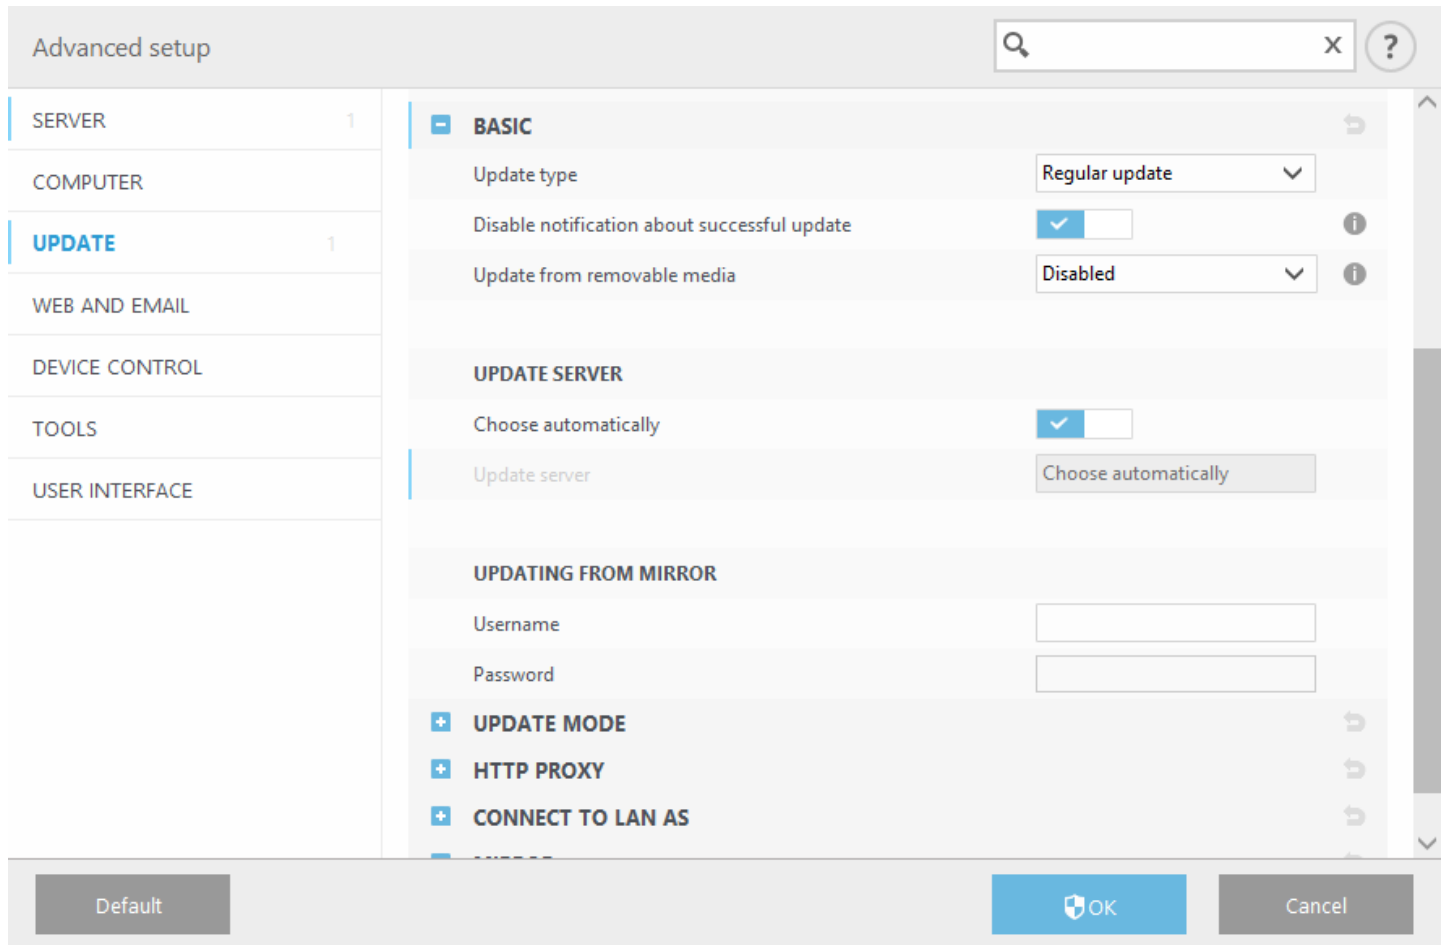 Advanced setup
X
?
SERVER 1
COMPUTER
UPDATE 1
WEB AND EMAIL
DEVICE CONTROL
TOOLS
USER INTERFACE
BASIC
Update type Regular update
Disable notification about successful update
Update from removable media Disabled
UPDATE SERVER
Choose automatically
Update server Choose automatically
UPDATING FROM MIRROR
Username
Password
UPDATE MODE
HTTP PROXY
CONNECT TO LAN AS
Default
OK
Cancel